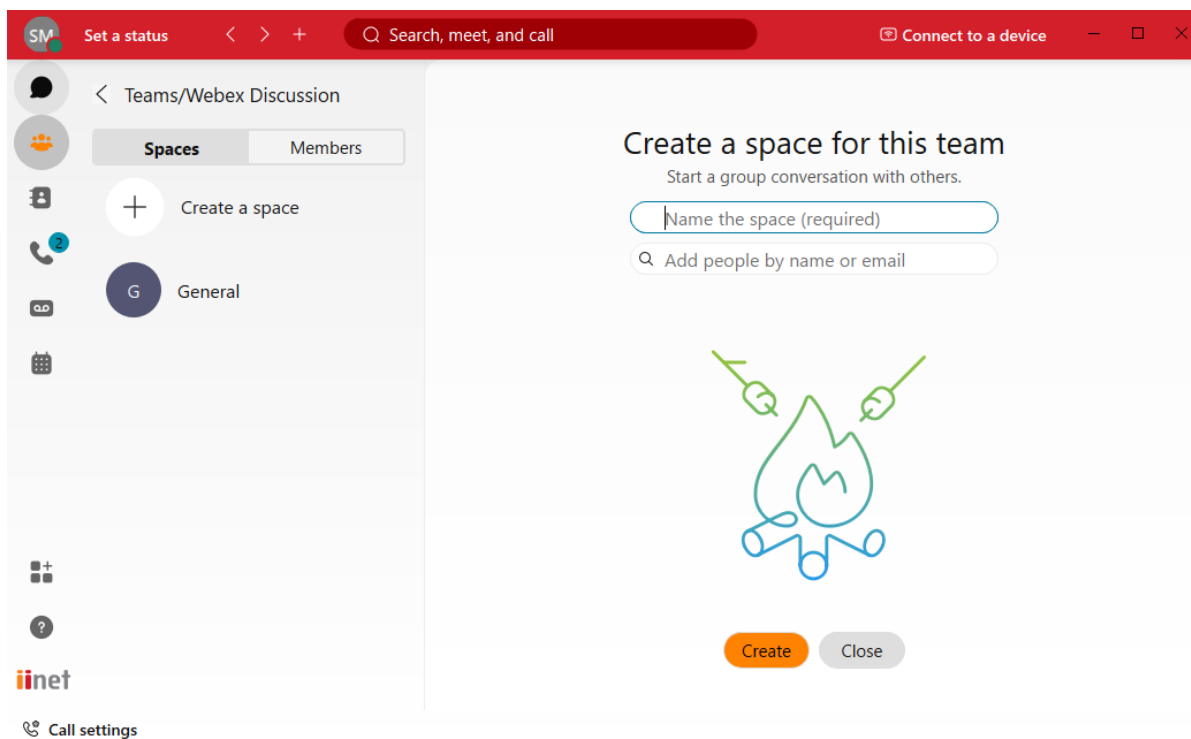 SM Set a status Search, meet, and call Connect to a device
Teams/Webex Discussion
Spaces Members
Create a space
G General
2
iinet
Call settings
Create a space for this team
Start a group conversation with others.
Name the space (required)
Add people by name or email
Create Close